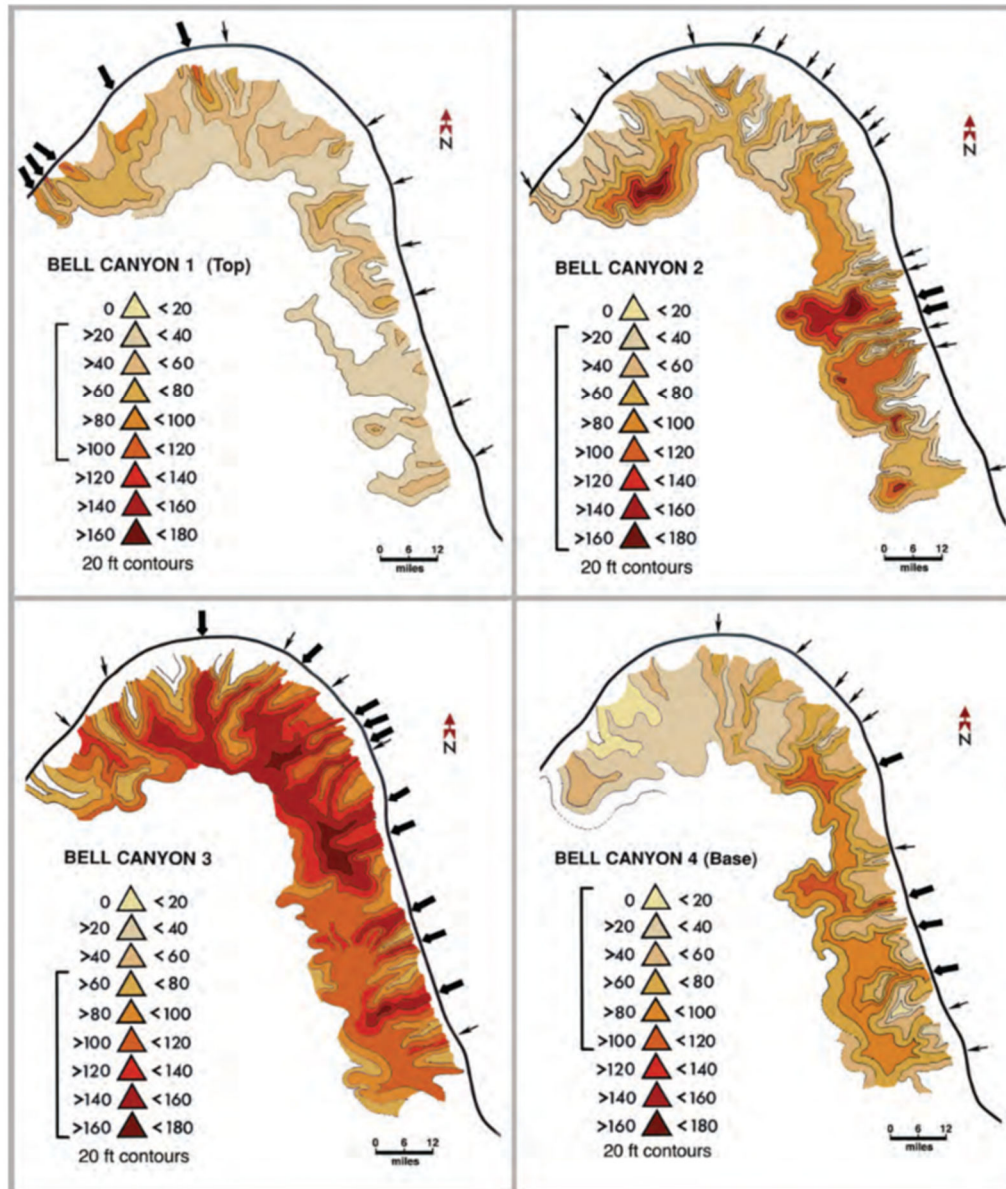 N
BELL CANYON 1 (Top)
0 < 20
>20 < 40
>40 < 60
>60 < 80
>80 <100
>100 <120
>120 <140
>140 <160
>160 <180
20 ft contours
0 6 12
miles
N
BELL CANYON 2
0 < 20
>20 < 40
>40 < 60
>60 < 80
>80 <100
>100 <120
>120 <140
>140 <160
>160 <180
20 ft contours
0 6 12
miles
N
BELL CANYON 3
0 < 20
>20 < 40
>40 < 60
>60 < 80
>80 <100
>100 <120
>120 <140
>140 <160
>160 <180
20 ft contours
0 6 12
miles
N
BELL CANYON 4 (Base)
0 < 20
>20 < 40
>40 < 60
>60 < 80
>80 <100
>100 <120
>120 <140
>140 <160
>160 <180
20 ft contours
0 6 12
miles